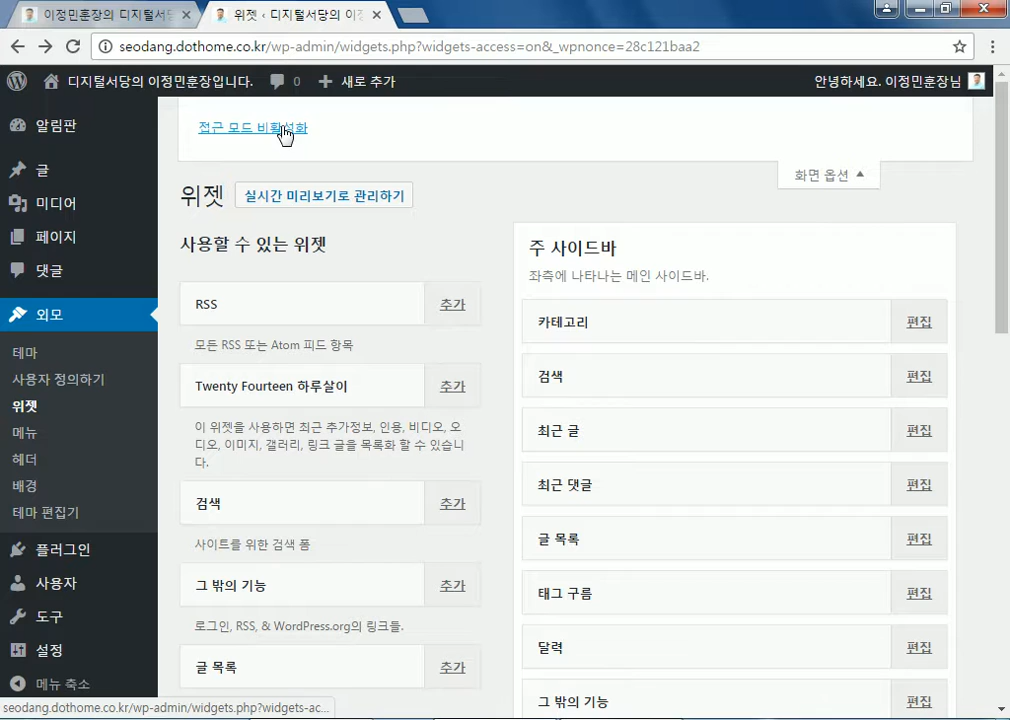 이정민훈장의 디지털서당의
위젯 ‹ 디지털서당의 이정
seodang.dothome.co.kr/wp-admin/widgets.php?widgets-access=on&_wpnonce=28c121baa2
디지털서당의 이정민훈장입니다. 0 새로 추가
안녕하세요. 이정민훈장님
알림판
글
미디어
페이지
댓글
외모
테마
사용자 정의하기
위젯
메뉴
헤더
배경
테마 편집기
플러그인
사용자
도구
설정
메뉴 축소
접근 모드 비활성화
화면 옵션
위젯 실시간 미리보기로 관리하기
사용할 수 있는 위젯
RSS 추가
모든 RSS 또는 Atom 피드 항목
Twenty Fourteen 하루살이 추가
이 위젯을 사용하면 최근 추가정보, 인용, 비디오, 오
디오, 이미지, 갤러리, 링크 글을 목록화 할 수 있습니
다.
검색 추가
사이트를 위한 검색 폼
그 밖의 기능 추가
로그인, RSS, & WordPress.org의 링크들.
글 목록 추가
주 사이드바
좌측에 나타나는 메인 사이드바.
카테고리 편집
검색 편집
최근 글 편집
최근 댓글 편집
글 목록 편집
태그 구름 편집
달력 편집
그 밖의 기능 편집
seodang.dothome.co.kr/wp-admin/widgets.php?widgets-ac...